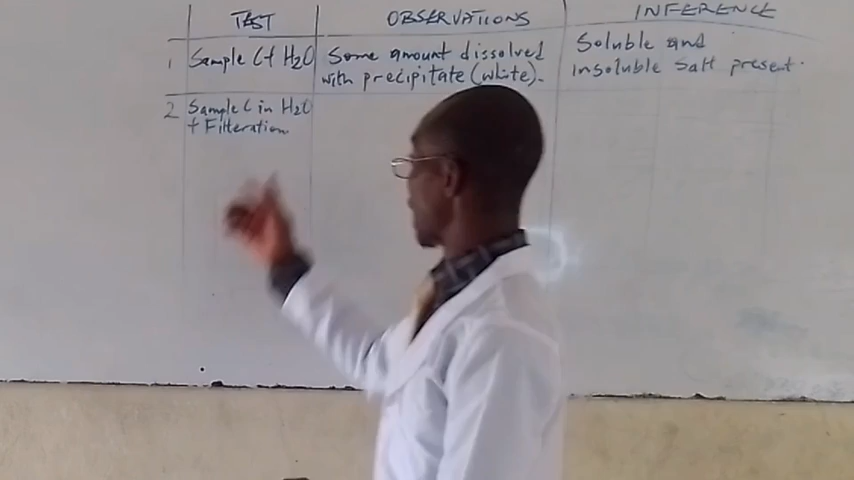 TEST OBSERVATIONS INFERENCE
1 Sample C + H2O Some amount dissolved Soluble and
with precipitate (white). insoluble salt present.
2 Sample C in H2O
+ Filteration